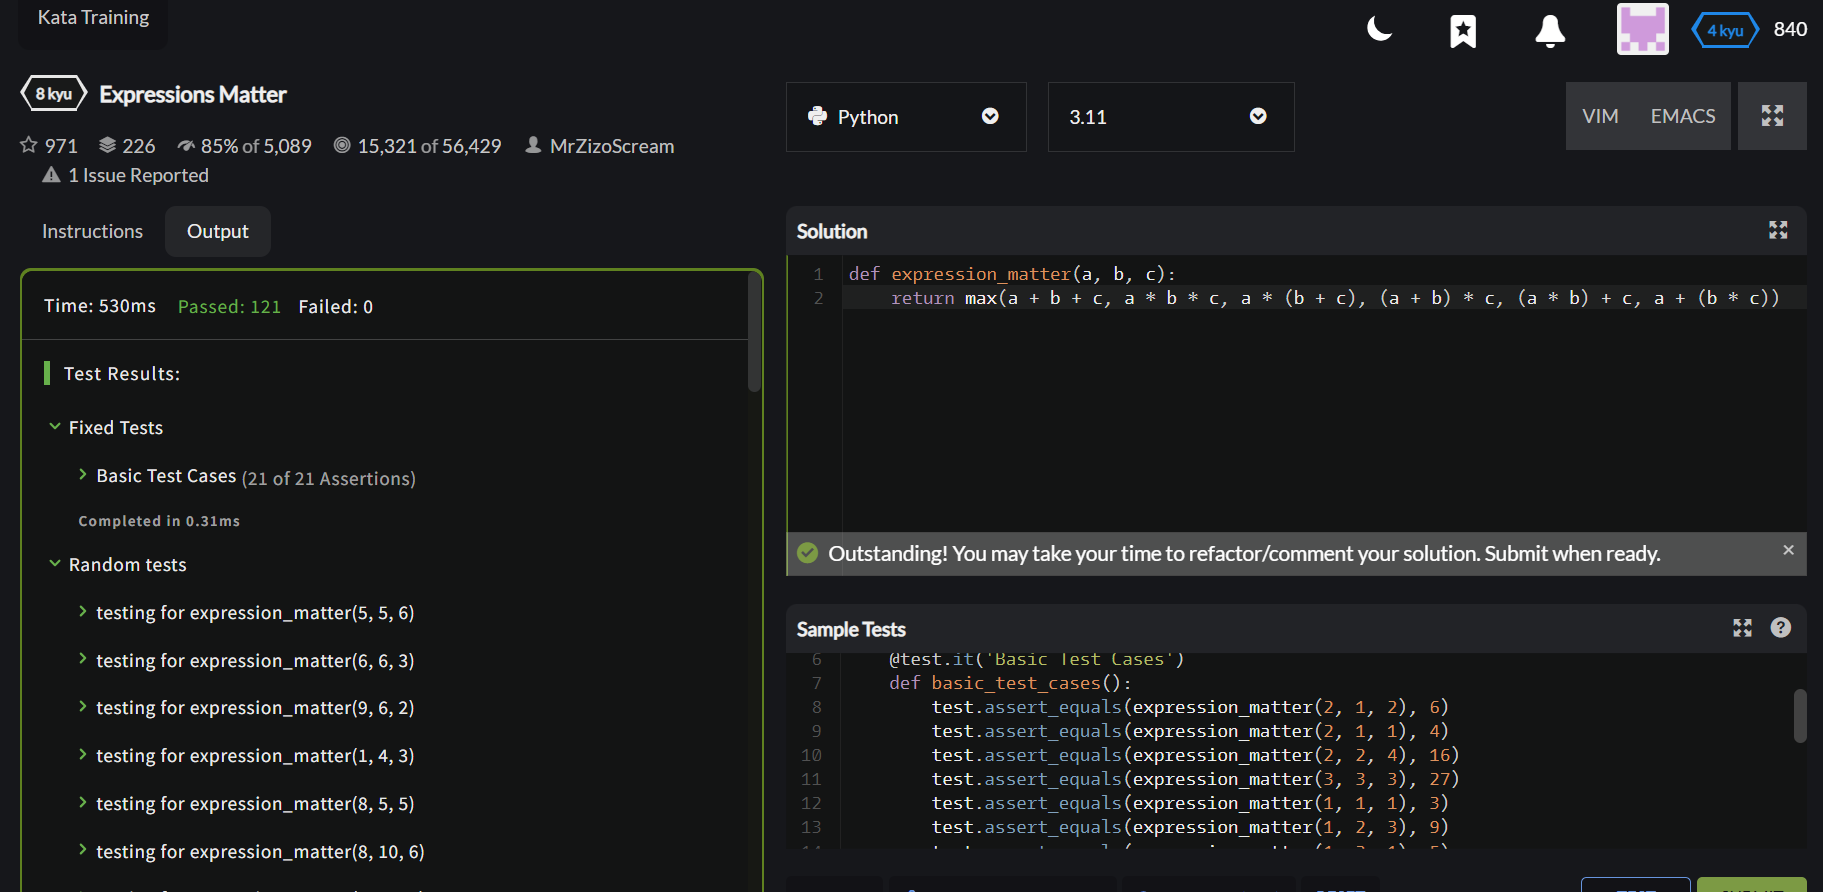 Kata Training
4 kyu
840
8 kyu
Expressions Matter
971 226 85% of 5,089 15,321 of 56,429 MrZizoScream
1 Issue Reported
Python
3.11
VIM
EMACS
Instructions
Output
Time: 530ms Passed: 121 Failed: 0
Test Results:
Fixed Tests
Basic Test Cases (21 of 21 Assertions)
Completed in 0.31ms
Random tests
testing for expression_matter(5, 5, 6)
testing for expression_matter(6, 6, 3)
testing for expression_matter(9, 6, 2)
testing for expression_matter(1, 4, 3)
testing for expression_matter(8, 5, 5)
testing for expression_matter(8, 10, 6)
Solution
1 def expression_matter(a, b, c):
2 return max(a + b + c, a * b * c, a * (b + c), (a + b) * c, (a * b) + c, a + (b * c))
Outstanding! You may take your time to refactor/comment your solution. Submit when ready.
Sample Tests
6 @test.it('Basic Test Cases')
7 def basic_test_cases():
8 test.assert_equals(expression_matter(2, 1, 2), 6)
9 test.assert_equals(expression_matter(2, 1, 1), 4)
10 test.assert_equals(expression_matter(2, 2, 4), 16)
11 test.assert_equals(expression_matter(3, 3, 3), 27)
12 test.assert_equals(expression_matter(1, 1, 1), 3)
13 test.assert_equals(expression_matter(1, 2, 3), 9)